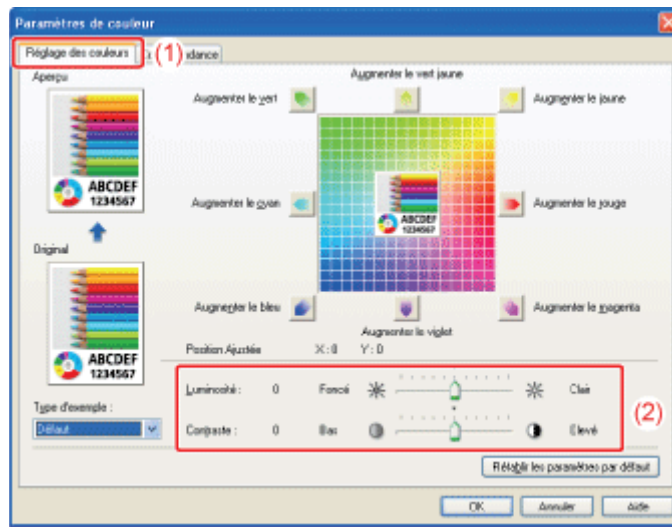 Paramètres de couleur
Réglage des couleurs (1) dance
Aperçu
ABCDEF
1234567
Original
ABCDEF
1234567
Type d'exemple :
Défaut
Augmenter le vert jaune
Augmenter le vert
Augmenter le jaune
Augmenter le cyan
Augmenter le rouge
ABCDEF
1234567
Augmenter le bleu
Augmenter le magenta
Augmenter le violet
Position Ajustée X : 0 Y : 0
Luminosité : 0 Foncé Clair
Contraste : 0 Bas Elevé
(2)
Rétablir les paramètres par défaut
OK Annuler Aide